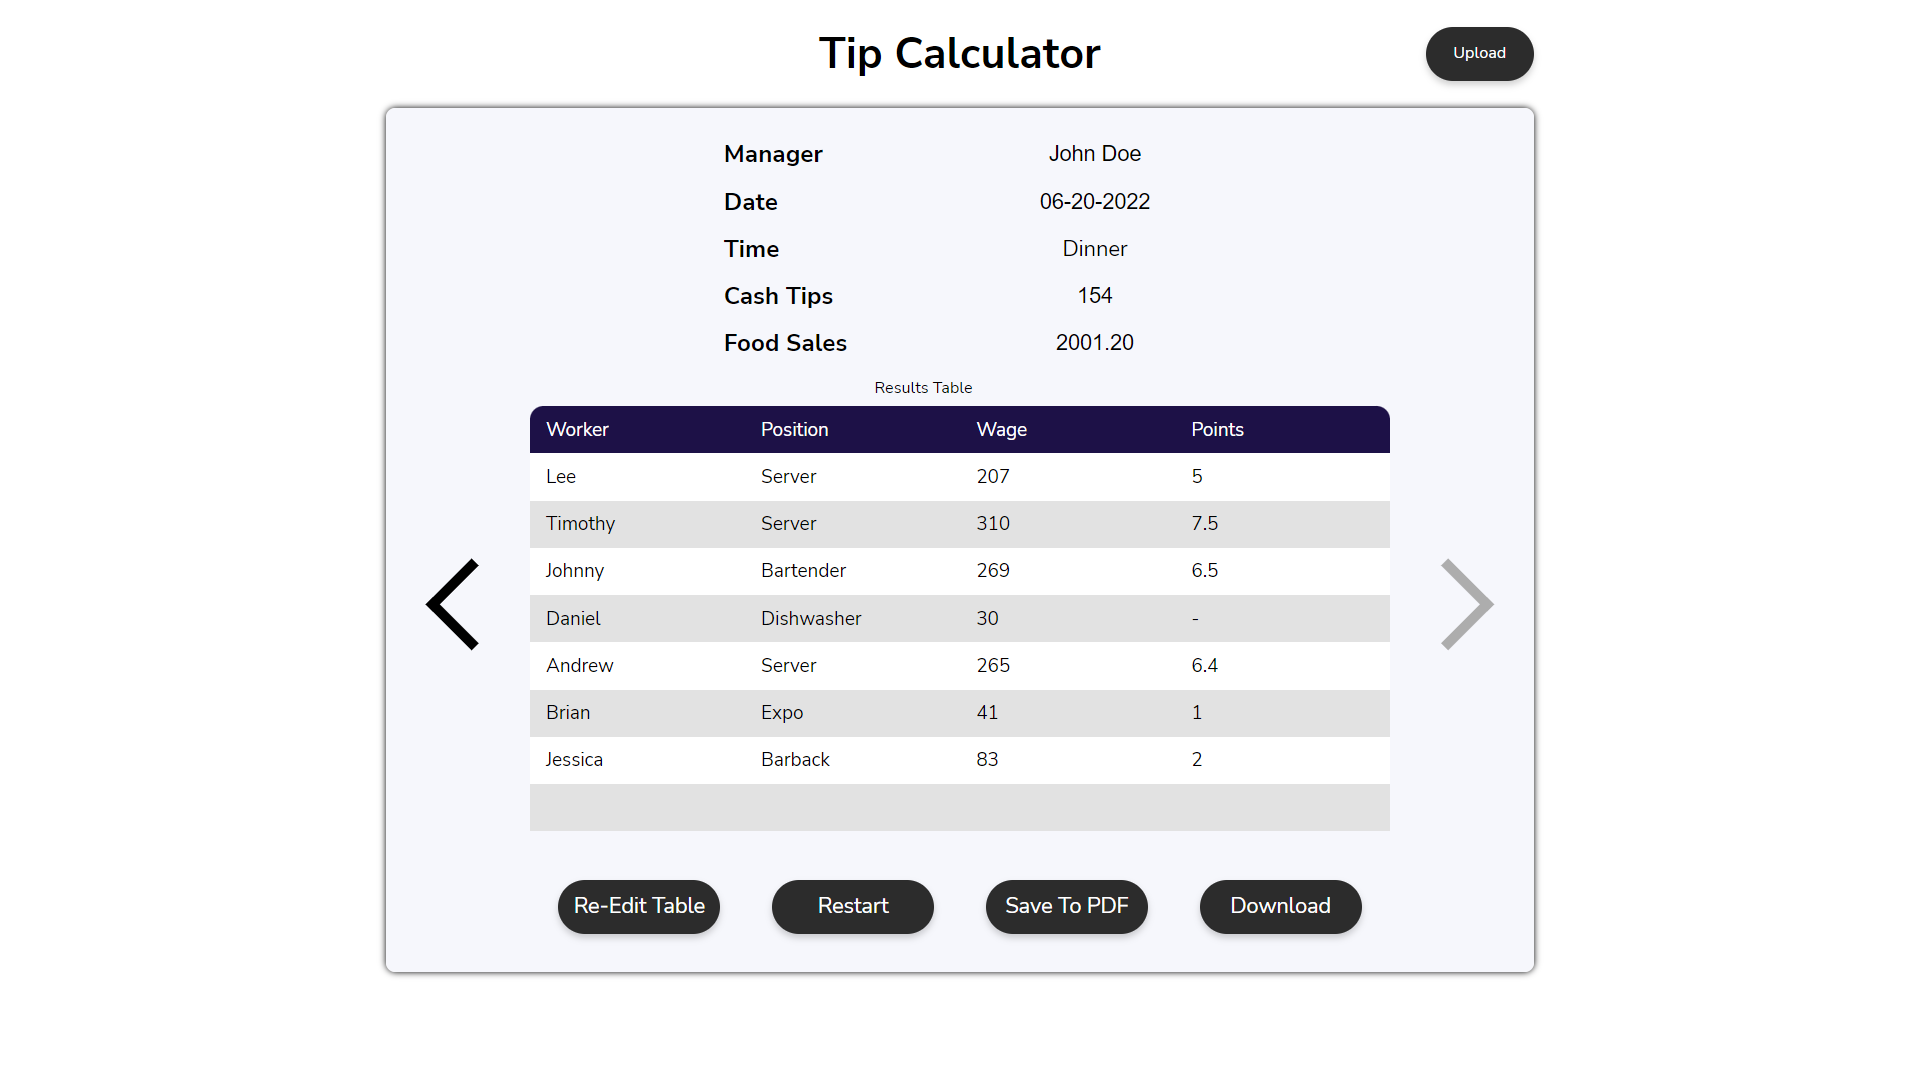 Tip Calculator
Upload
Manager John Doe
Date 06-20-2022
Time Dinner
Cash Tips 154
Food Sales 2001.20
Results Table
Worker Position Wage Points
Lee Server 207 5
Timothy Server 310 7.5
Johnny Bartender 269 6.5
Daniel Dishwasher 30 -
Andrew Server 265 6.4
Brian Expo 41 1
Jessica Barback 83 2
Re-Edit Table Restart Save To PDF Download